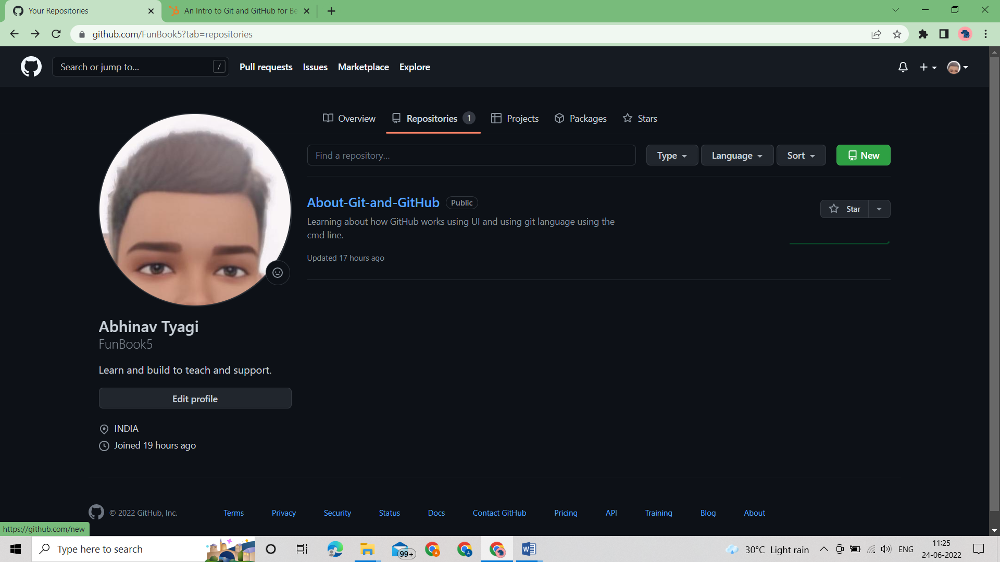 Your Repositories
An Intro to Git and GitHub for Be
github.com/FunBook5?tab=repositories
Search or jump to...
/
Pull requests
Issues
Marketplace
Explore
Overview
Repositories 1
Projects
Packages
Stars
Find a repository...
Type
Language
Sort
New
About-Git-and-GitHub
Public
Star
Learning about how GitHub works using UI and using git language using the
cmd line.
Updated 17 hours ago
Abhinav Tyagi
FunBook5
Learn and build to teach and support.
Edit profile
INDIA
Joined 19 hours ago
© 2022 GitHub, Inc.
Terms
Privacy
Security
Status
Docs
Contact GitHub
Pricing
API
Training
Blog
About
https://github.com/new
Type here to search
99+
A
A
W
30°C Light rain
ENG
11:25
24-06-2022